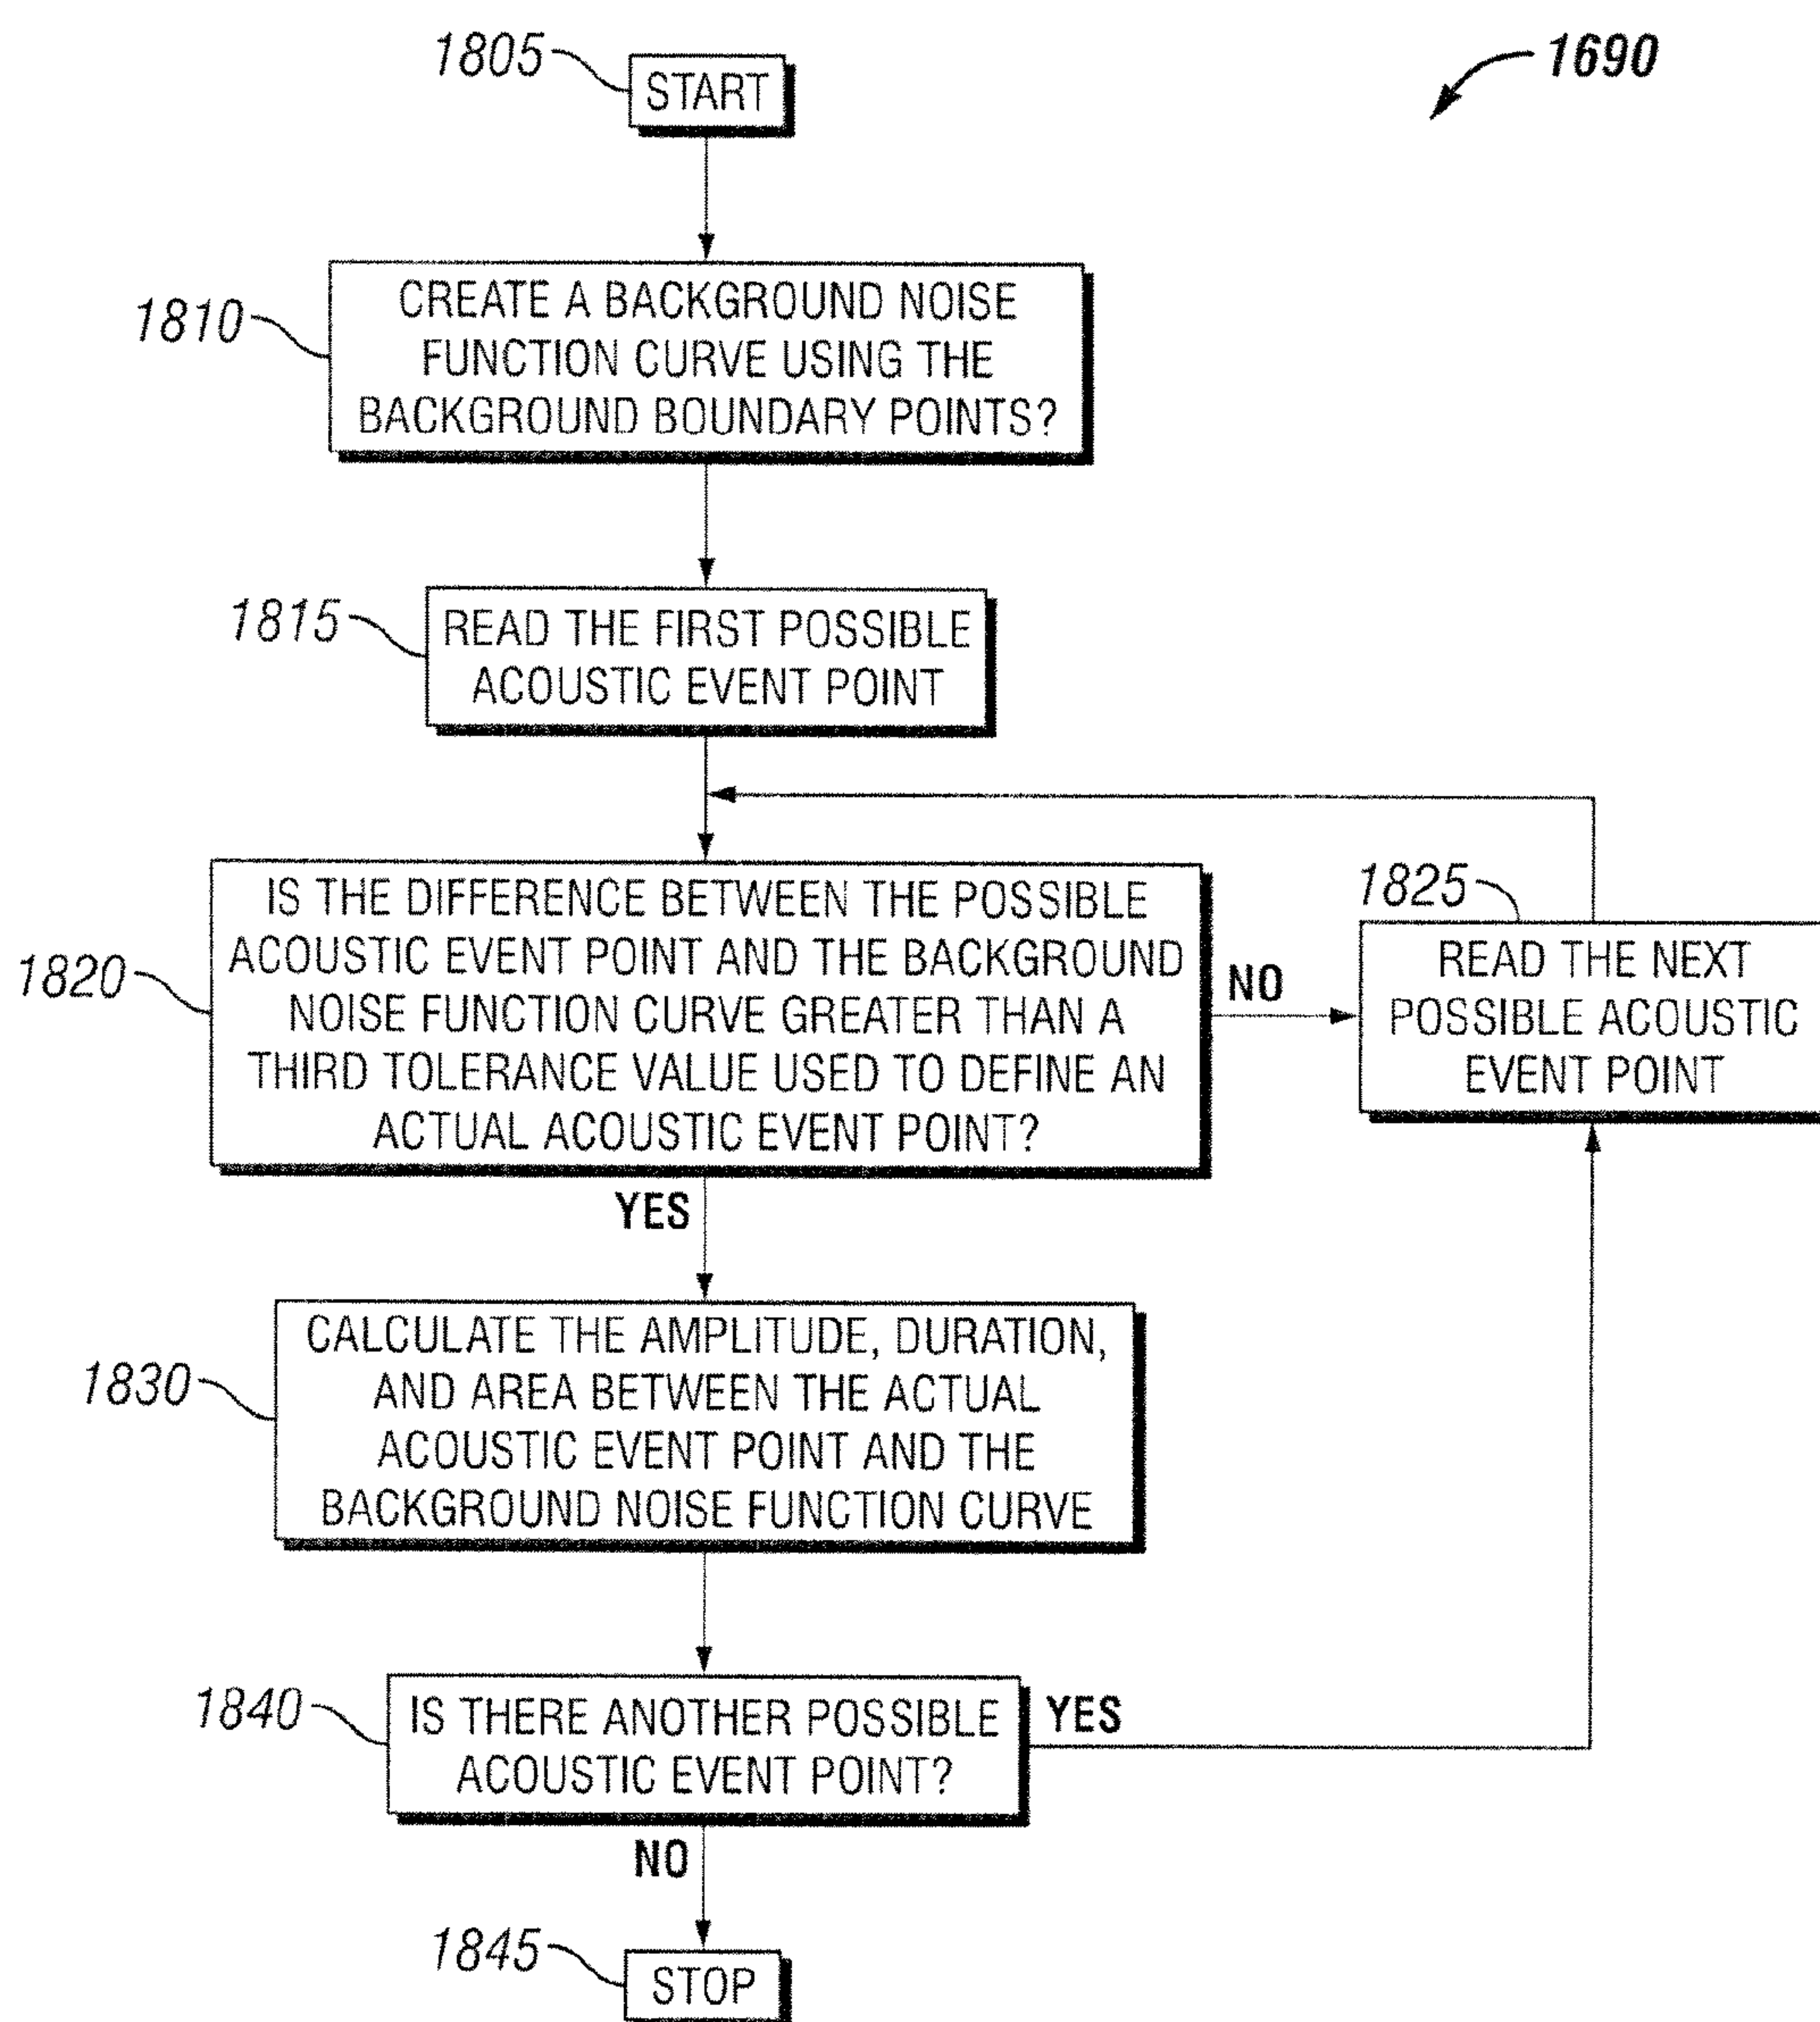 1805
START
1690
1810
CREATE A BACKGROUND NOISE
FUNCTION CURVE USING THE
BACKGROUND BOUNDARY POINTS?
1815
READ THE FIRST POSSIBLE
ACOUSTIC EVENT POINT
1820
IS THE DIFFERENCE BETWEEN THE POSSIBLE
ACOUSTIC EVENT POINT AND THE BACKGROUND
NOISE FUNCTION CURVE GREATER THAN A
THIRD TOLERANCE VALUE USED TO DEFINE AN
ACTUAL ACOUSTIC EVENT POINT?
NO
1825
READ THE NEXT
POSSIBLE ACOUSTIC
EVENT POINT
YES
1830
CALCULATE THE AMPLITUDE, DURATION,
AND AREA BETWEEN THE ACTUAL
ACOUSTIC EVENT POINT AND THE
BACKGROUND NOISE FUNCTION CURVE
1840
IS THERE ANOTHER POSSIBLE
ACOUSTIC EVENT POINT?
YES
NO
1845
STOP